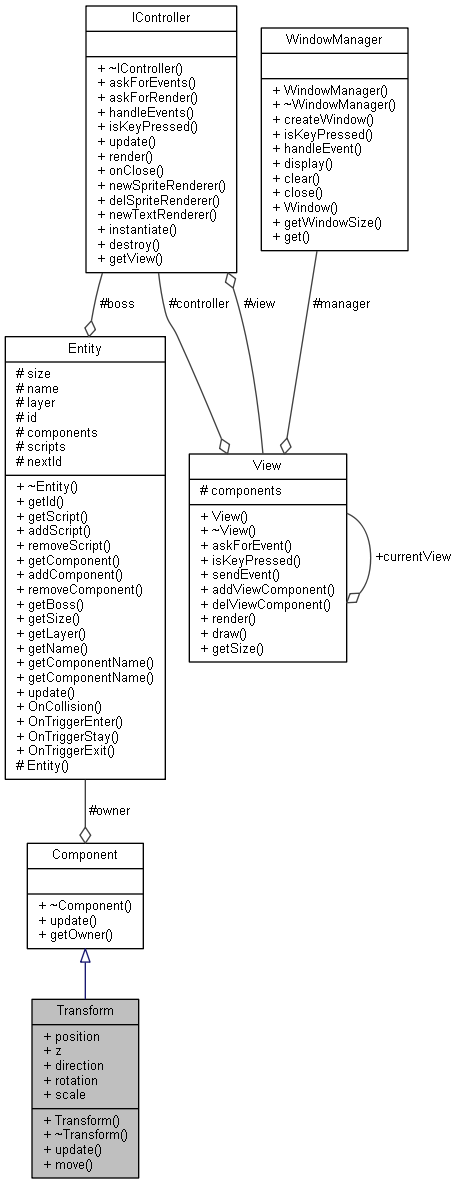 IController
+ ~IController()
+ askForEvents()
+ askForRender()
+ handleEvents()
+ isKeyPressed()
+ update()
+ render()
+ onClose()
+ newSpriteRenderer()
+ delSpriteRenderer()
+ newTextRenderer()
+ instantiate()
+ destroy()
+ getView()
WindowManager
+ WindowManager()
+ ~WindowManager()
+ createWindow()
+ isKeyPressed()
+ handleEvent()
+ display()
+ clear()
+ close()
+ Window()
+ getWindowSize()
+ get()
#boss
#controller
#view
#manager
Entity
# size
# name
# layer
# id
# components
# scripts
# nextId
+ ~Entity()
+ getId()
+ getScript()
+ addScript()
+ removeScript()
+ getComponent()
+ addComponent()
+ removeComponent()
+ getBoss()
+ getSize()
+ getLayer()
+ getName()
+ getComponentName()
+ getComponentName()
+ update()
+ OnCollision()
+ OnTriggerEnter()
+ OnTriggerStay()
+ OnTriggerExit()
# Entity()
View
# components
+ View()
+ ~View()
+ askForEvent()
+ isKeyPressed()
+ sendEvent()
+ addViewComponent()
+ delViewComponent()
+ render()
+ draw()
+ getSize()
+currentView
#owner
Component
+ ~Component()
+ update()
+ getOwner()
Transform
+ position
+ z
+ direction
+ rotation
+ scale
+ Transform()
+ ~Transform()
+ update()
+ move()